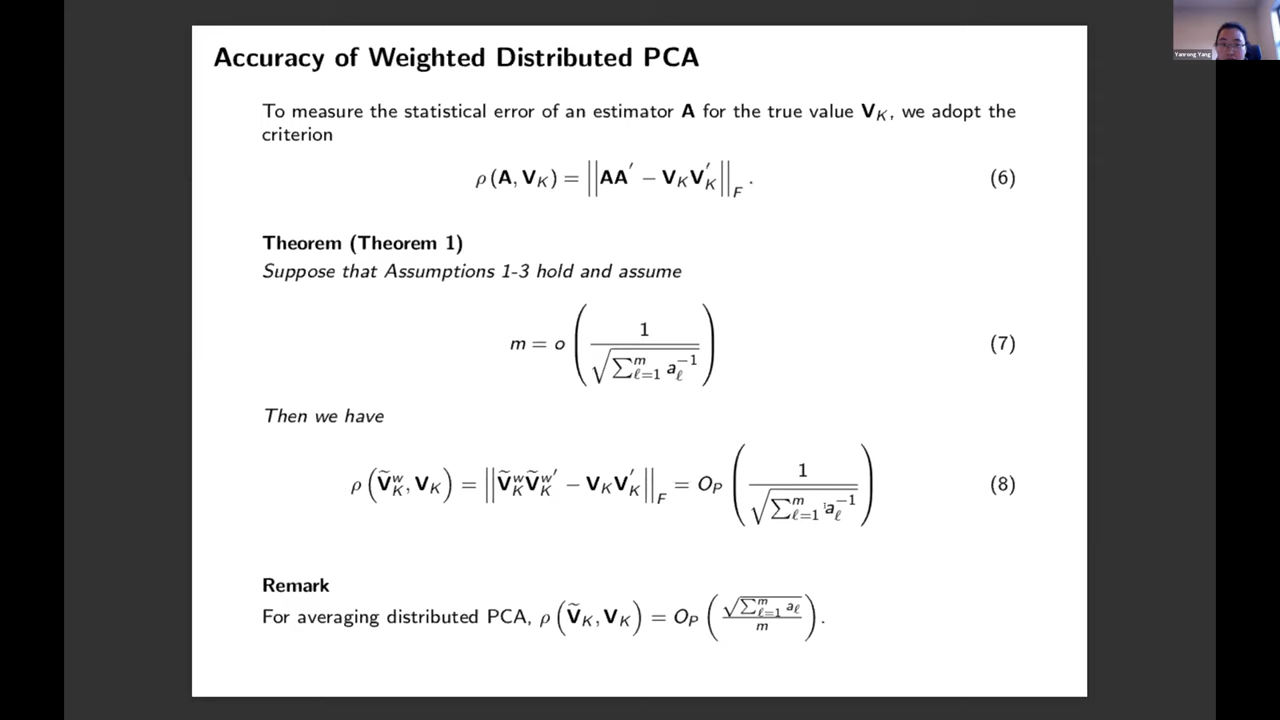 Accuracy of Weighted Distributed PCA
Yanrong Yang
To measure the statistical error of an estimator A for the true value V_K, we adopt the
criterion
ρ (A, V_K) = ||AA′ − V_K V′_K||_F . (6)
Theorem (Theorem 1)
Suppose that Assumptions 1-3 hold and assume
m = o ( 1 / √(∑_{ℓ=1}^{m} a_ℓ^{−1}) ) (7)
Then we have
ρ (Ṽ_K^w, V_K) = ||Ṽ_K^w Ṽ_K^w′ − V_K V′_K||_F = O_P ( 1 / √(∑_{ℓ=1}^{m} a_ℓ^{−1}) ) (8)
Remark
For averaging distributed PCA, ρ (Ṽ_K, V_K) = O_P ( √(∑_{ℓ=1}^{m} a_ℓ) / m ).